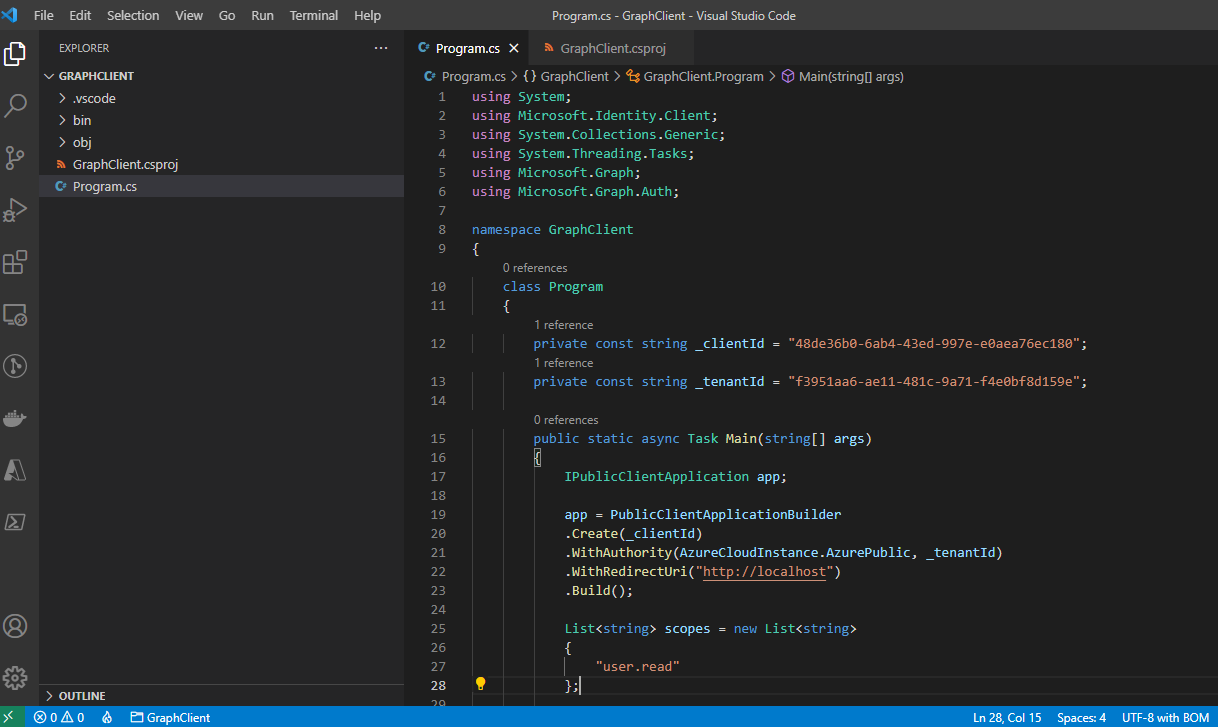 File Edit Selection View Go Run Terminal Help
Program.cs - GraphClient - Visual Studio Code
EXPLORER
GRAPHCLIENT
.vscode
bin
obj
GraphClient.csproj
Program.cs
OUTLINE
Program.cs GraphClient.csproj
Program.cs > {} GraphClient > GraphClient.Program > Main(string[] args)
1 using System;
2 using Microsoft.Identity.Client;
3 using System.Collections.Generic;
4 using System.Threading.Tasks;
5 using Microsoft.Graph;
6 using Microsoft.Graph.Auth;
7
8 namespace GraphClient
9 {
0 references
10 class Program
11 {
1 reference
12 private const string _clientId = "48de36b0-6ab4-43ed-997e-e0aea76ec180";
1 reference
13 private const string _tenantId = "f3951aa6-ae11-481c-9a71-f4e0bf8d159e";
14
0 references
15 public static async Task Main(string[] args)
16 {
17 IPublicClientApplication app;
18
19 app = PublicClientApplicationBuilder
20 .Create(_clientId)
21 .WithAuthority(AzureCloudInstance.AzurePublic, _tenantId)
22 .WithRedirectUri("http://localhost")
23 .Build();
24
25 List<string> scopes = new List<string>
26 {
27 "user.read"
28 };
29
0 0 GraphClient
Ln 28, Col 15 Spaces: 4 UTF-8 with BOM